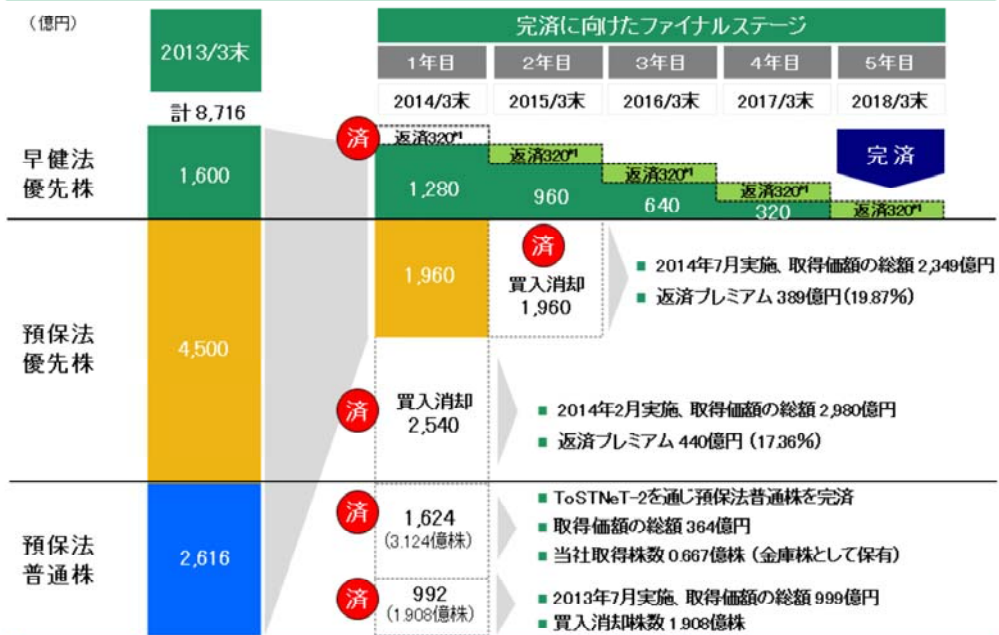 （億円）
2013/3末
計 8,716
完済に向けたファイナルステージ
1年目 2年目 3年目 4年目 5年目
2014/3末 2015/3末 2016/3末 2017/3末 2018/3末
早健法
優先株
1,600
済
返済320*1
返済320*1
返済320*1
返済320*1
返済320*1
1,280
960
640
320
完済
預保法
優先株
4,500
1,960
済
買入消却
1,960
■ 2014年7月実施、取得価額の総額 2,349億円
■ 返済プレミアム 389億円(19.87%)
済
買入消却
2,540
■ 2014年2月実施、取得価額の総額 2,980億円
■ 返済プレミアム 440億円 (17.36%)
預保法
普通株
2,616
済
1,624
(3.124億株)
■ ToSTNeT-2を通じ預保法普通株を完済
■ 取得価額の総額 364億円
■ 当社取得株数 0.667億株 (金庫株として保有)
済
992
(1.908億株)
■ 2013年7月実施、取得価額の総額 999億円
■ 買入消却株数 1.908億株